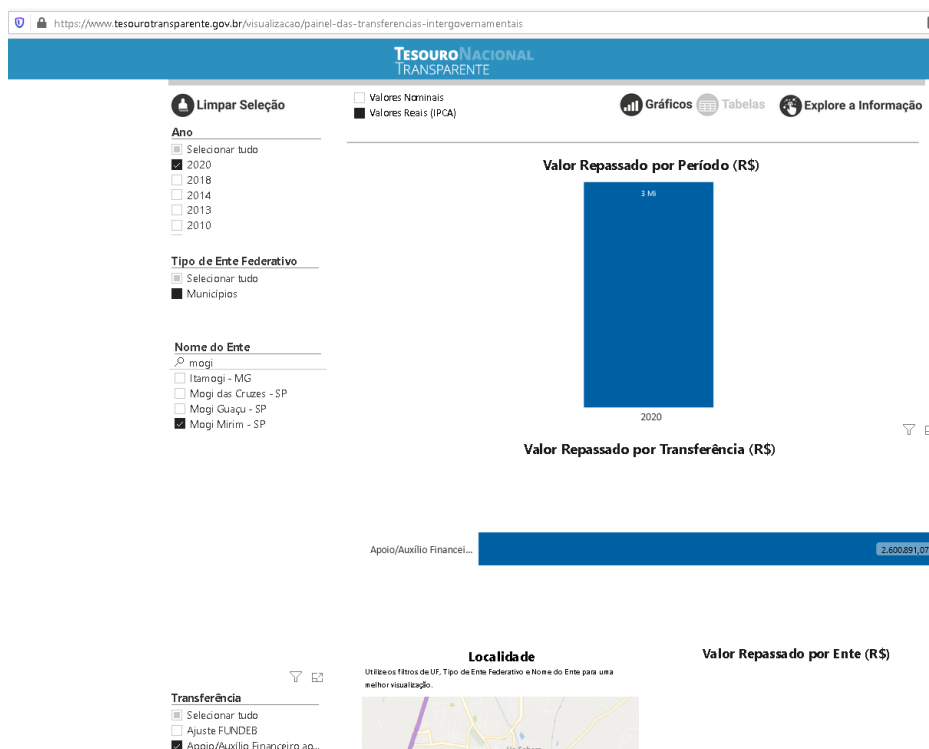 https://www.tesourotransparente.gov.br/visualizacao/painel-das-transferencias-intergovernamentais
TESOURO NACIONAL
TRANSPARENTE
Limpar Seleção
Valores Nominais
Valores Reais (IPCA)
Gráficos
Tabelas
Explore a Informação
Ano
Selecionar tudo
2020
2018
2014
2013
2010
Valor Repassado por Período (R$)
3 Mi
2020
Tipo de Ente Federativo
Selecionar tudo
Municípios
Nome do Ente
mogi
Itamogi - MG
Mogi das Cruzes - SP
Mogi Guaçu - SP
Mogi Mirim - SP
Valor Repassado por Transferência (R$)
Apoio/Auxílio Financei...
2.600.891,07
Localidade
Utilize os filtros de UF, Tipo de Ente Federativo e Nome do Ente para uma
melhor visualização.
Valor Repassado por Ente (R$)
Transferência
Selecionar tudo
Ajuste FUNDEB
Apoio/Auxílio Financeiro ao...